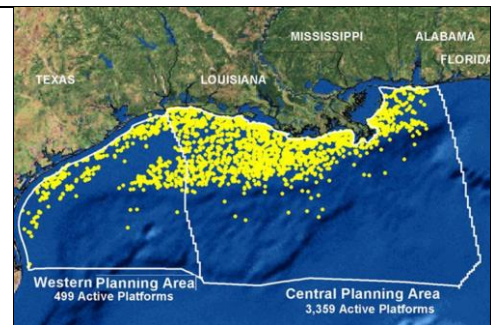 MISSISSIPPI
ALABAMA
FLORIDA
TEXAS
LOUISIANA
Western Planning Area
499 Active Platforms
Central Planning Area
3,359 Active Platforms